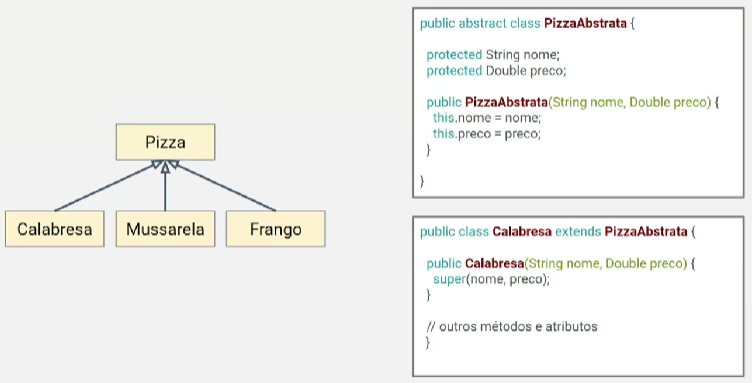 Pizza
Calabresa
Mussarela
Frango
public abstract class PizzaAbstrata {
protected String nome;
protected Double preco;
public PizzaAbstrata(String nome, Double preco) {
this.nome = nome;
this.preco = preco;
}
}
public class Calabresa extends PizzaAbstrata {
public Calabresa(String nome, Double preco) {
super(nome, preco);
}
// outros métodos e atributos
}